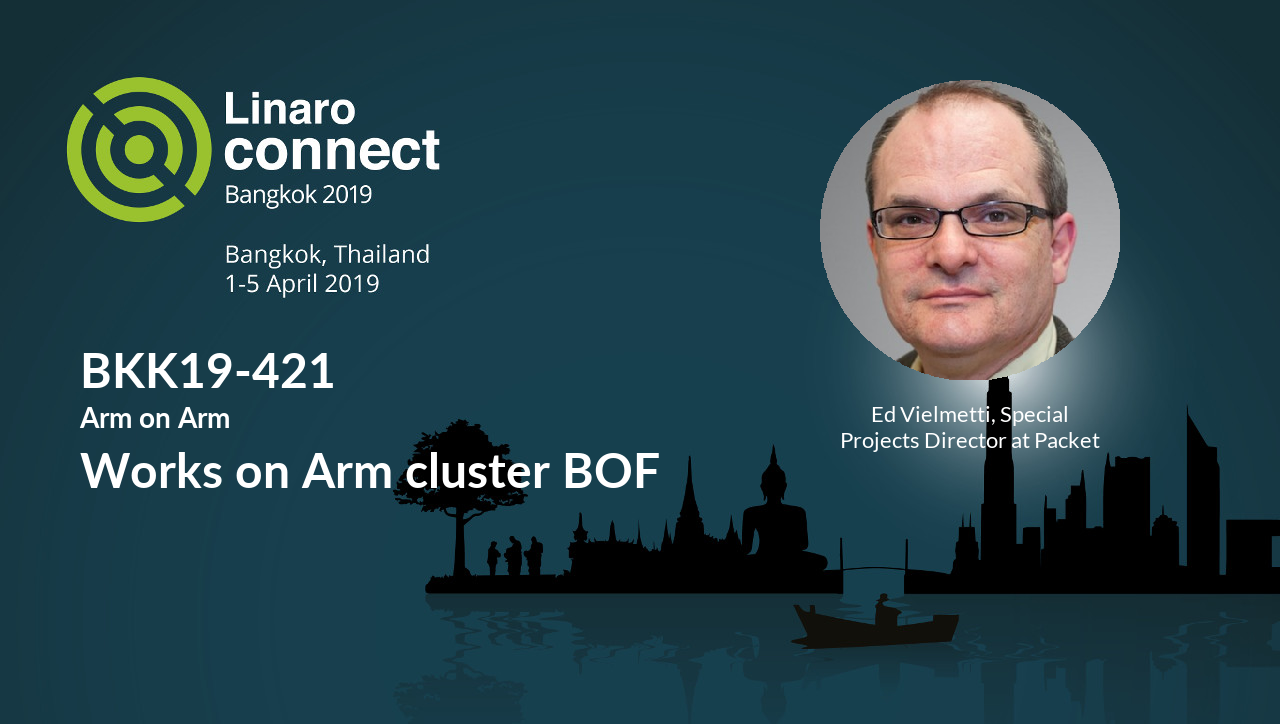 Linaro
connect
Bangkok 2019
Bangkok, Thailand
1-5 April 2019
BKK19-421
Arm on Arm
Works on Arm cluster BOF
Ed Vielmetti, Special
Projects Director at Packet